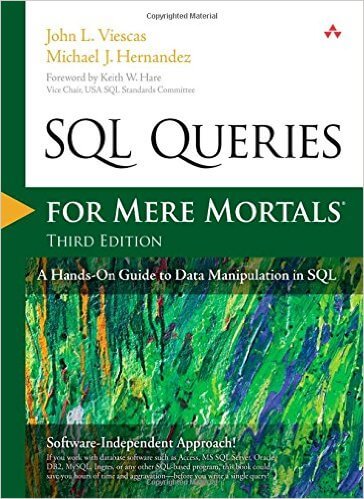 John L. Viescas
Michael J. Hernandez
Foreword by Keith W. Hare
Vice Chair, USA SQL Standards Committee
SQL Queries
for Mere Mortals®
Third Edition
A Hands-On Guide to Data Manipulation in SQL
Software-Independent Approach!
If you work with database software such as Access, MS SQL Server, Oracle,
DB2, MySQL, Ingres, or any other SQL-based program, this book could
save you hours of time and aggravation—before you write a single query!